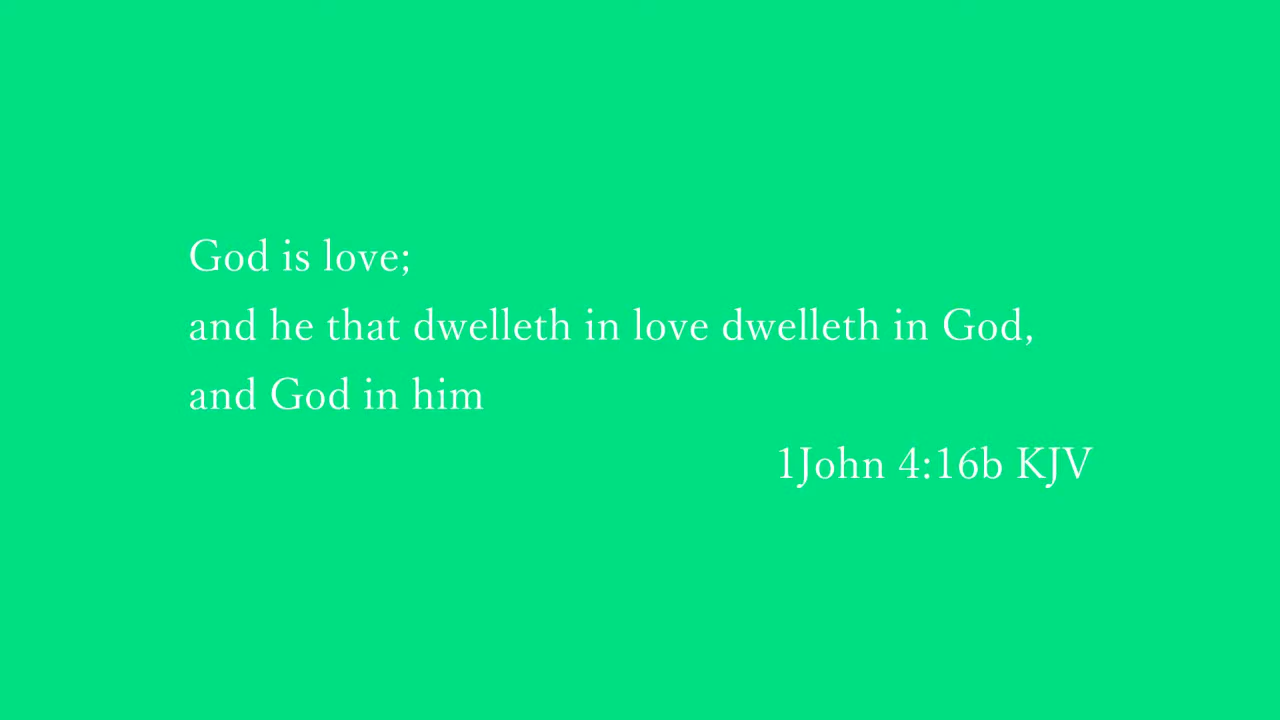 God is love;
and he that dwelleth in love dwelleth in God,
and God in him
1John 4:16b KJV